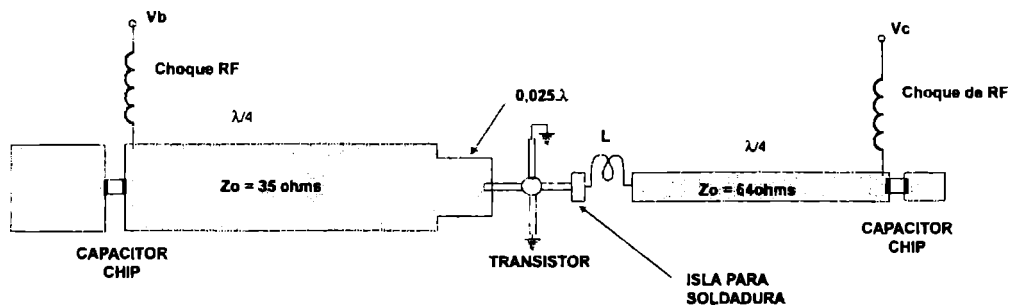 Vb
Choque RF
λ/4
0,025.λ
Zo = 35 ohms
CAPACITOR
CHIP
TRANSISTOR
L
ISLA PARA
SOLDADURA
λ/4
Zo = 64ohms
Vc
Choque de RF
CAPACITOR
CHIP